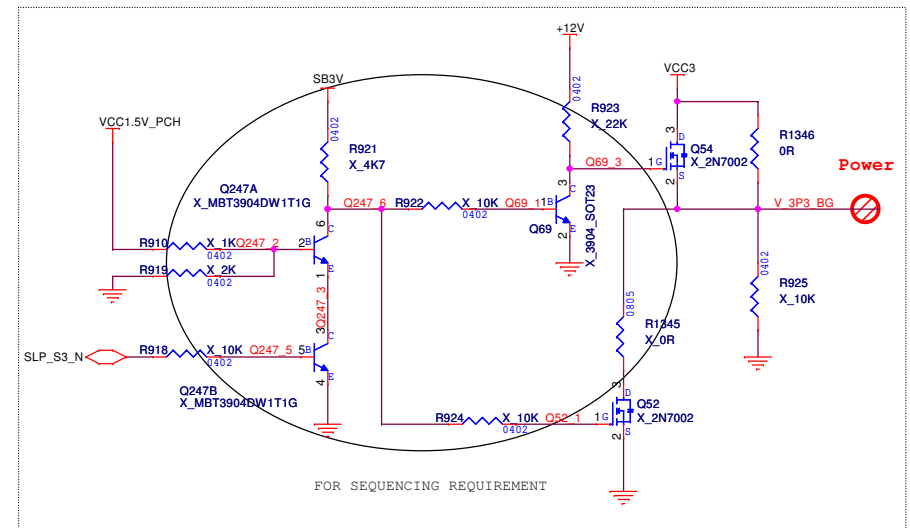 +12V
VCC3
SB3V
0402
R923
X_22K
VCC1.5V_PCH
0402
R921
X_4K7
3
D
Q54
X_2N7002
R1346
0R
Power
Q69_3
1
G
2
S
Q247A
X_MBT3904DW1T1G
3
C
X_3904_SOT23
Q247_6
R922
X_10K
0402
Q69_1
1
B
V_3P3_BG
6
C
Q69
2
E
R910
X_1K
0402
Q247_2
2
B
R919
X_2K
0402
1
E
0402
R925
X_10K
Q247_3
0805
R1345
X_0R
3
C
SLP_S3_N
R918
X_10K
0402
Q247_5
5
B
4
E
Q247B
X_MBT3904DW1T1G
3
D
Q52
X_2N7002
R924
X_10K
0402
Q52_1
1
G
2
S
FOR SEQUENCING REQUIREMENT